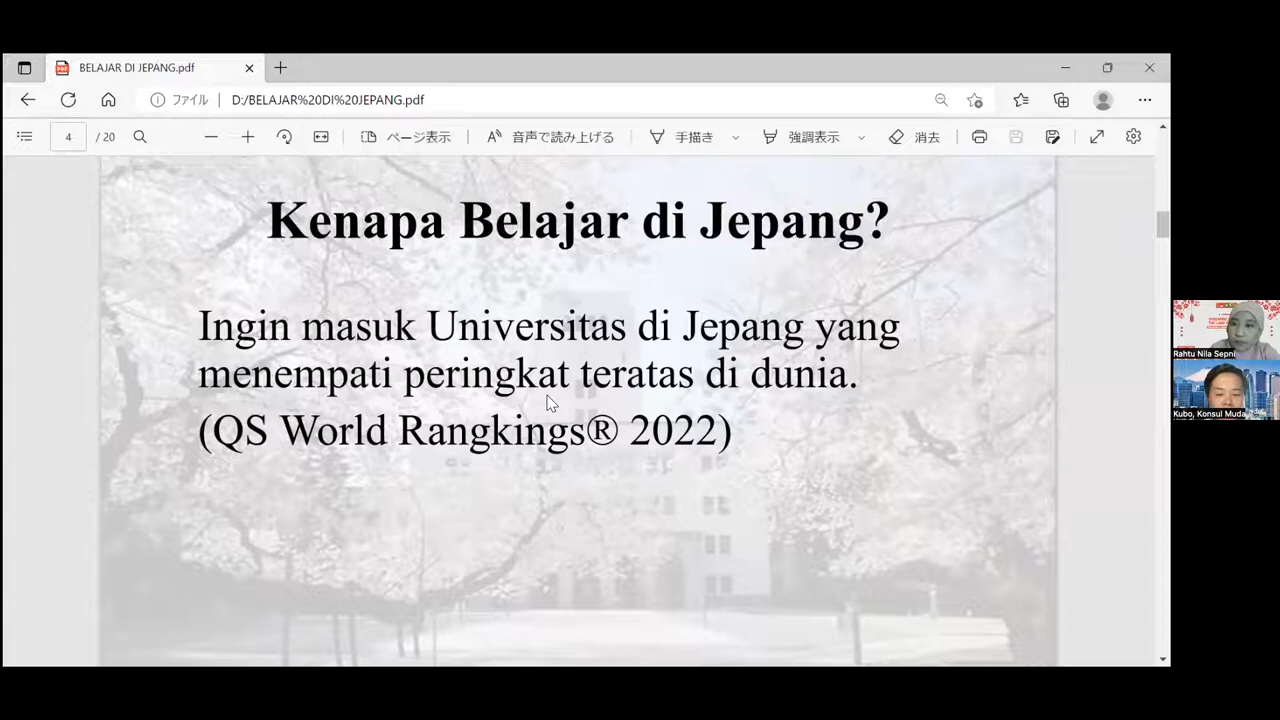 BELAJAR DI JEPANG.pdf
ファイル
D:/BELAJAR%20DI%20JEPANG.pdf
4 / 20
ページ表示
音声で読み上げる
手描き
強調表示
消去
Kenapa Belajar di Jepang?
Ingin masuk Universitas di Jepang yang
menempati peringkat teratas di dunia.
(QS World Rangkings® 2022)
Rahtu Nila Sepni
Kubo, Konsul Muda